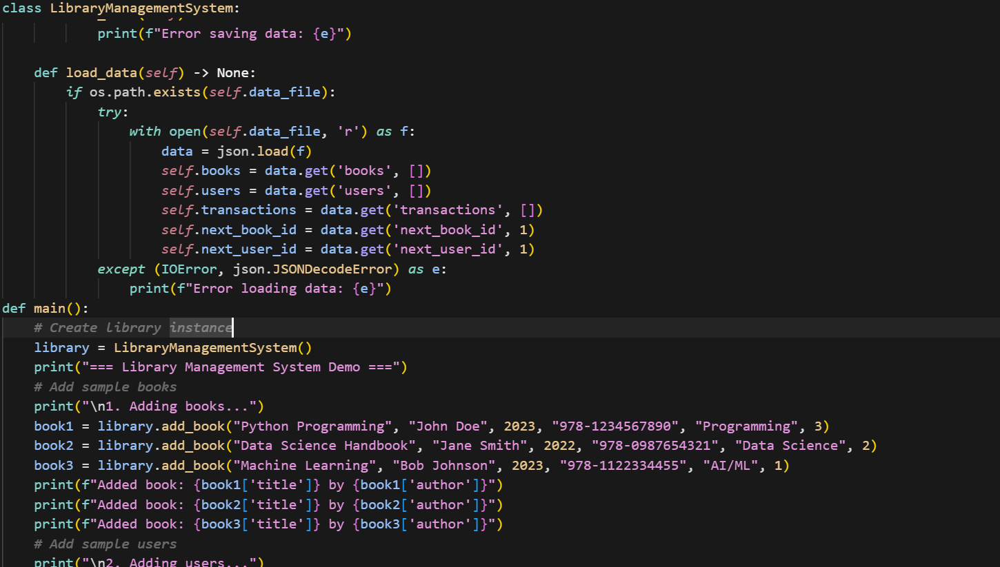 class LibraryManagementSystem:
            print(f"Error saving data: {e}")
    def load_data(self) -> None:
        if os.path.exists(self.data_file):
            try:
                with open(self.data_file, 'r') as f:
                    data = json.load(f)
                    self.books = data.get('books', [])
                    self.users = data.get('users', [])
                    self.transactions = data.get('transactions', [])
                    self.next_book_id = data.get('next_book_id', 1)
                    self.next_user_id = data.get('next_user_id', 1)
            except (IOError, json.JSONDecodeError) as e:
                print(f"Error loading data: {e}")
def main():
    # Create library instance
    library = LibraryManagementSystem()
    print("=== Library Management System Demo ===")
    # Add sample books
    print("\n1. Adding books...")
    book1 = library.add_book("Python Programming", "John Doe", 2023, "978-1234567890", "Programming", 3)
    book2 = library.add_book("Data Science Handbook", "Jane Smith", 2022, "978-0987654321", "Data Science", 2)
    book3 = library.add_book("Machine Learning", "Bob Johnson", 2023, "978-1122334455", "AI/ML", 1)
    print(f"Added book: {book1['title']} by {book1['author']}")
    print(f"Added book: {book2['title']} by {book2['author']}")
    print(f"Added book: {book3['title']} by {book3['author']}")
    # Add sample users
    print("\n2. Adding users...")